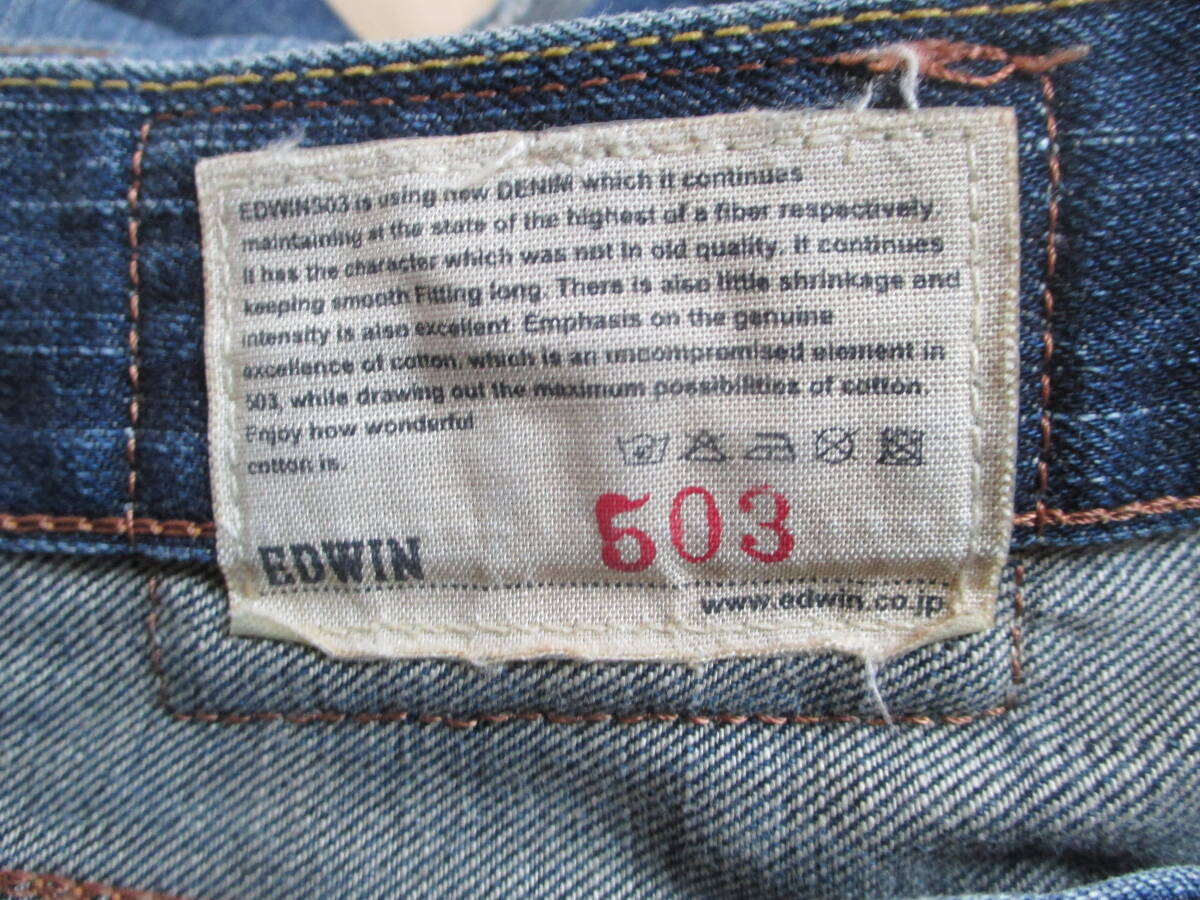 EDWIN503 is using new DENIM which it continues
maintaining at the state of the highest of a fiber respectively.
it has the character which was not in old quality. it continues
keeping smooth Fitting long. There is also little shrinkage and
intensity is also excellent. Emphasis on the genuine
excellence of cotton, which is an uncompromised element in
503, while drawing out the maximum possibilities of cotton.
Enjoy how wonderful
cotton is.
503
EDWIN
www.edwin.co.jp